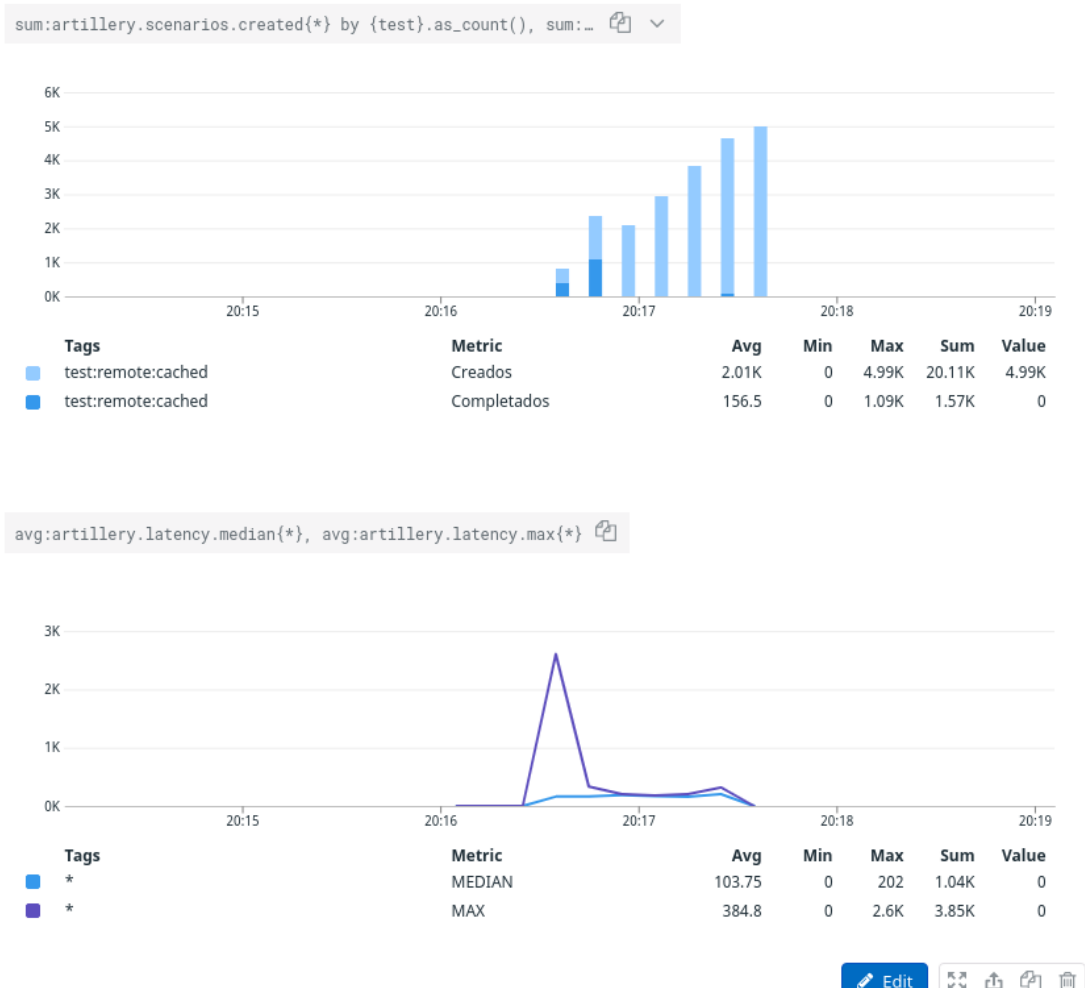 sum:artillery.scenarios.created{*} by {test}.as_count(), sum:…
6K
5K
4K
3K
2K
1K
0K
20:15 20:16 20:17 20:18 20:19
Tags Metric Avg Min Max Sum Value
test:remote:cached Creados 2.01K 0 4.99K 20.11K 4.99K
test:remote:cached Completados 156.5 0 1.09K 1.57K 0
avg:artillery.latency.median{*}, avg:artillery.latency.max{*}
3K
2K
1K
0K
20:15 20:16 20:17 20:18 20:19
Tags Metric Avg Min Max Sum Value
* MEDIAN 103.75 0 202 1.04K 0
* MAX 384.8 0 2.6K 3.85K 0
Edit